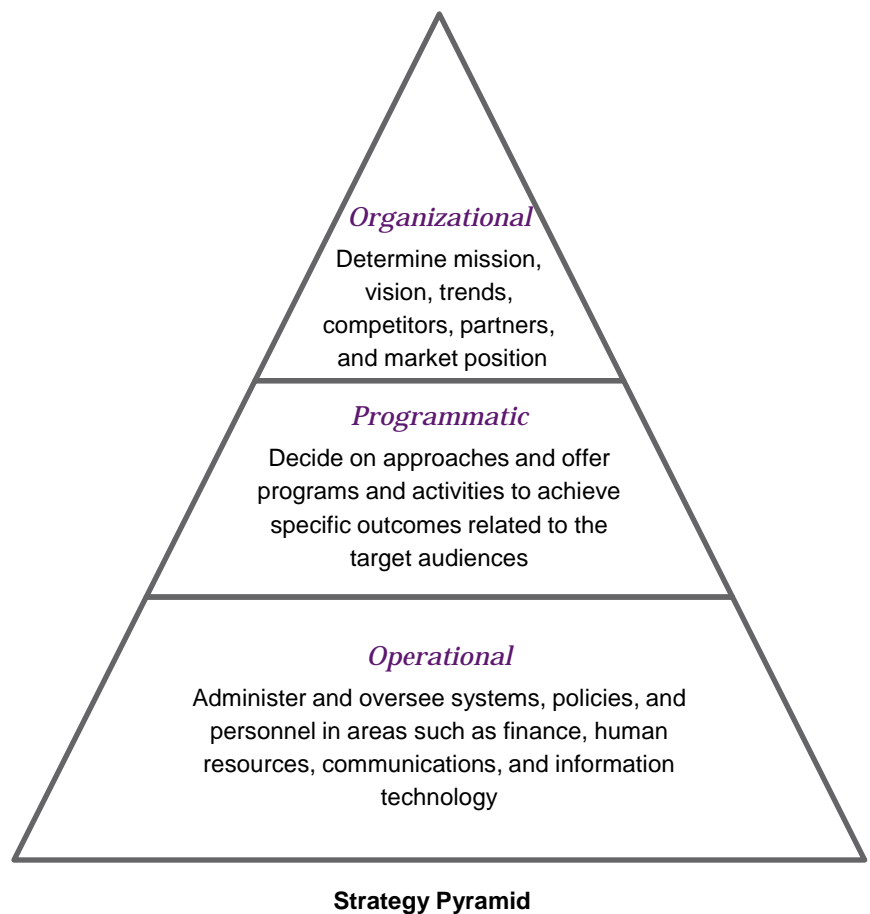 Organizational
Determine mission,
vision, trends,
competitors, partners,
and market position
Programmatic
Decide on approaches and offer
programs and activities to achieve
specific outcomes related to the
target audiences
Operational
Administer and oversee systems, policies, and
personnel in areas such as finance, human
resources, communications, and information
technology
Strategy Pyramid